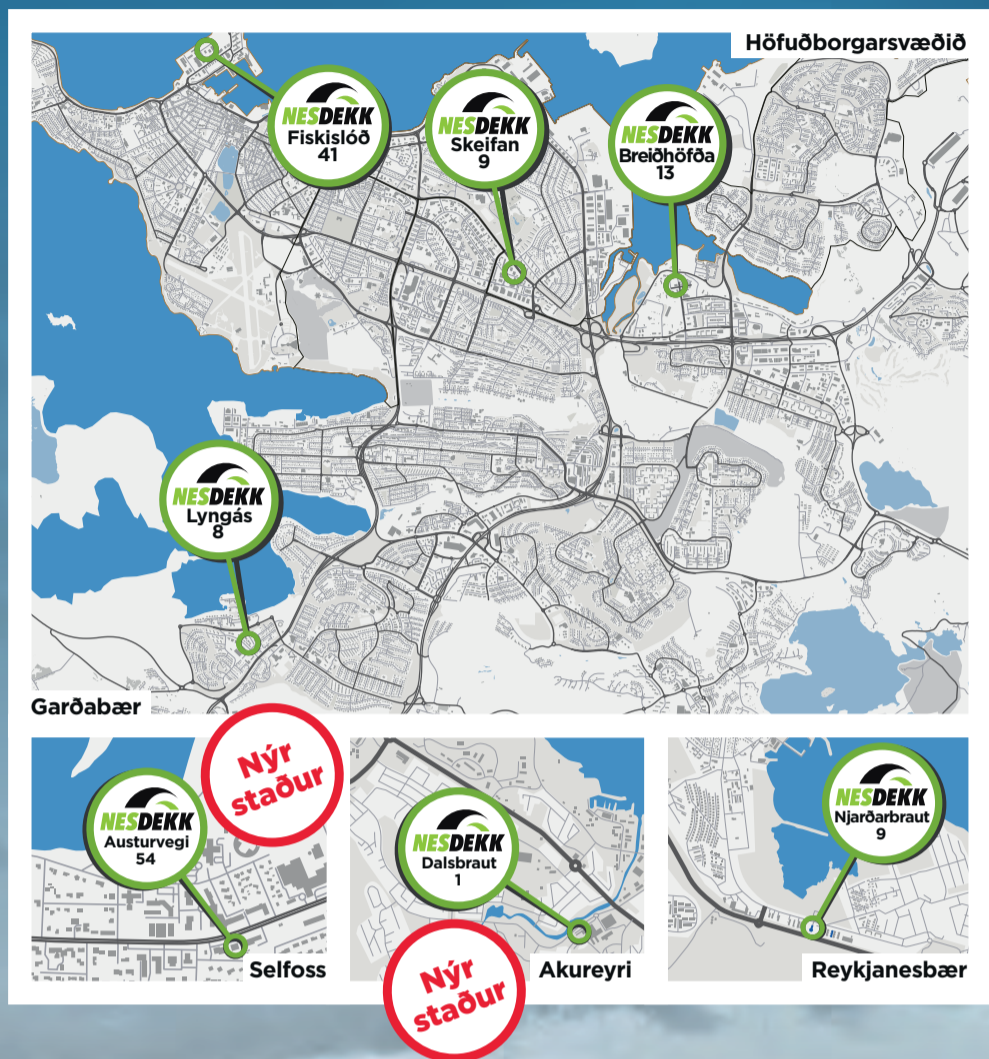 Höfuðborgarsvæðið
NESDEKK
Fiskislóð
41
NESDEKK
Skeifan
9
NESDEKK
Breiðhöfða
13
NESDEKK
Lyngás
8
Garðabær
Nýr
staður
NESDEKK
Austurvegi
54
Selfoss
NESDEKK
Dalsbraut
1
Akureyri
Nýr
staður
NESDEKK
Njarðarbraut
9
Reykjanesbær